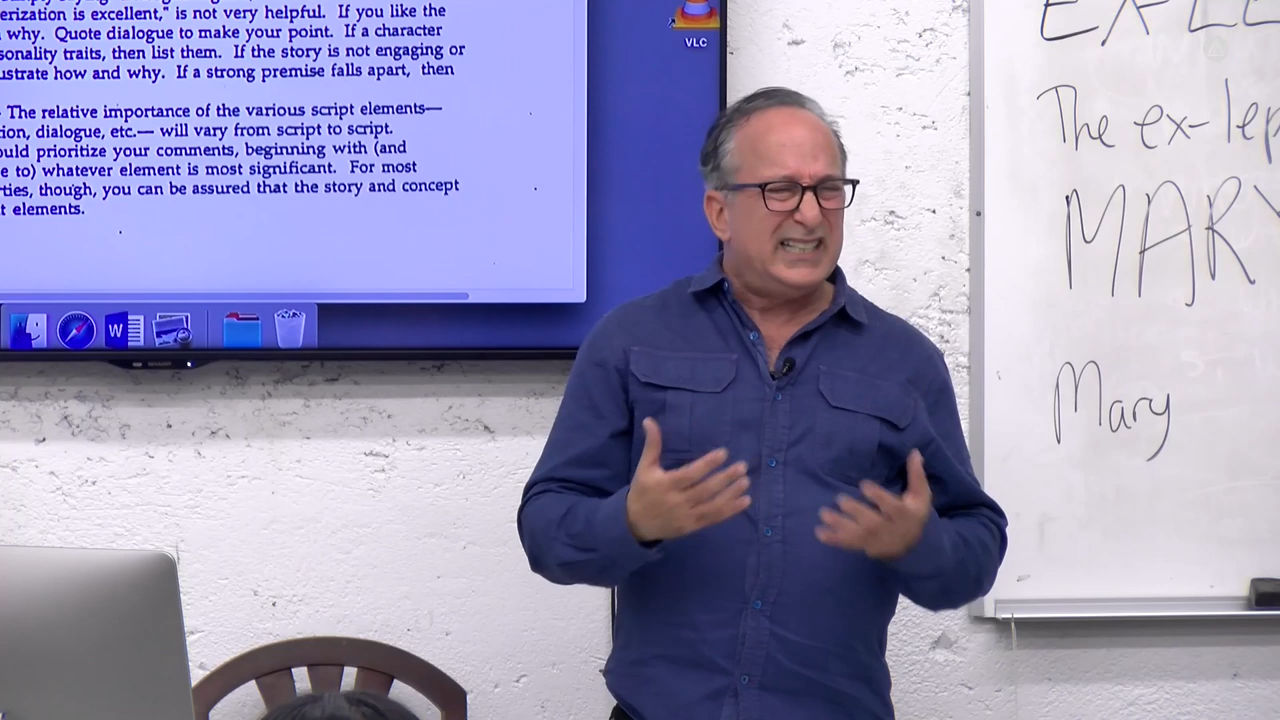 erization is excellent," is not very helpful. If you like the
why. Quote dialogue to make your point. If a character
sonality traits, then list them. If the story is not engaging or
ustrate how and why. If a strong premise falls apart, then
The relative importance of the various script elements—
ion, dialogue, etc.— will vary from script to script.
ould prioritize your comments, beginning with (and
e to) whatever element is most significant. For most
rties, though, you can be assured that the story and concept
t elements.
VLC
W
EX-LE
The ex-lep
MARY
Mary